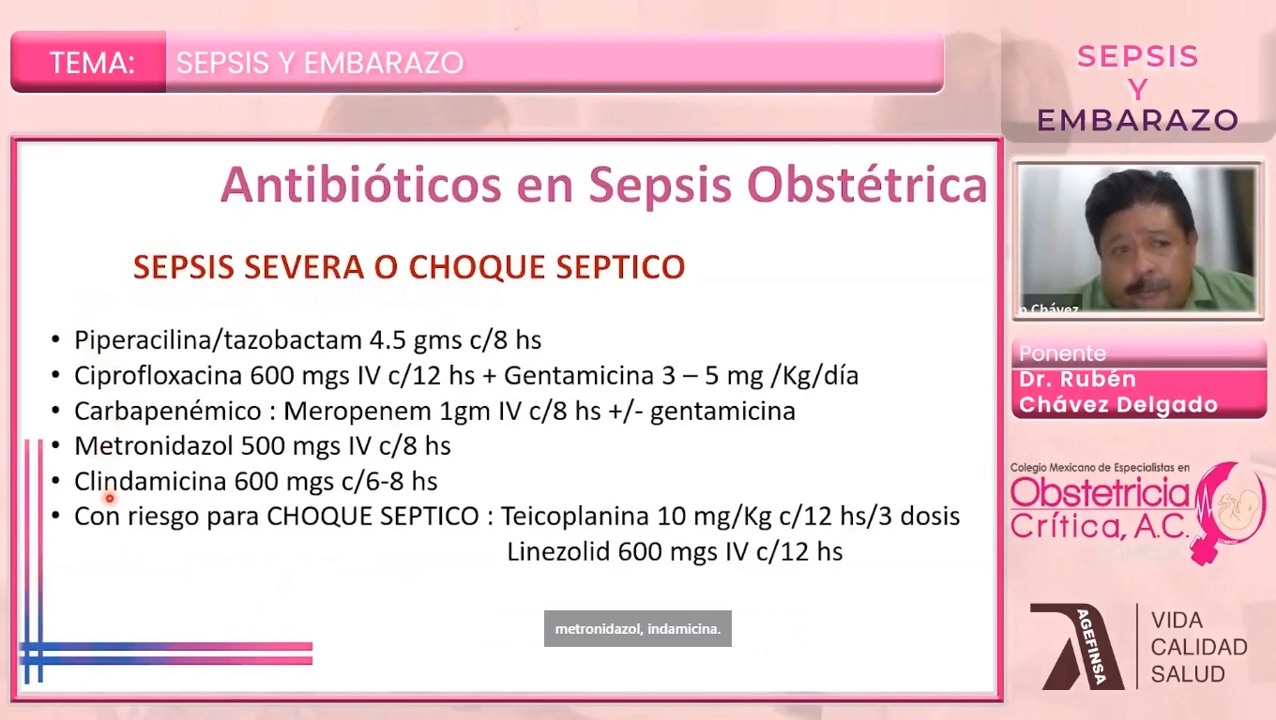 TEMA: SEPSIS Y EMBARAZO
SEPSIS
Y
EMBARAZO
Antibióticos en Sepsis Obstétrica
SEPSIS SEVERA O CHOQUE SEPTICO
• Piperacilina/tazobactam 4.5 gms c/8 hs
• Ciprofloxacina 600 mgs IV c/12 hs + Gentamicina 3 – 5 mg /Kg/día
• Carbapenémico : Meropenem 1gm IV c/8 hs +/- gentamicina
• Metronidazol 500 mgs IV c/8 hs
• Clindamicina 600 mgs c/6-8 hs
• Con riesgo para CHOQUE SEPTICO : Teicoplanina 10 mg/Kg c/12 hs/3 dosis
Linezolid 600 mgs IV c/12 hs
metronidazol, indamicina.
Chávez
Ponente
Dr. Rubén
Chávez Delgado
Colegio Mexicano de Especialistas en
Obstetricia
Crítica, A.C.
AGEFINSA
VIDA
CALIDAD
SALUD